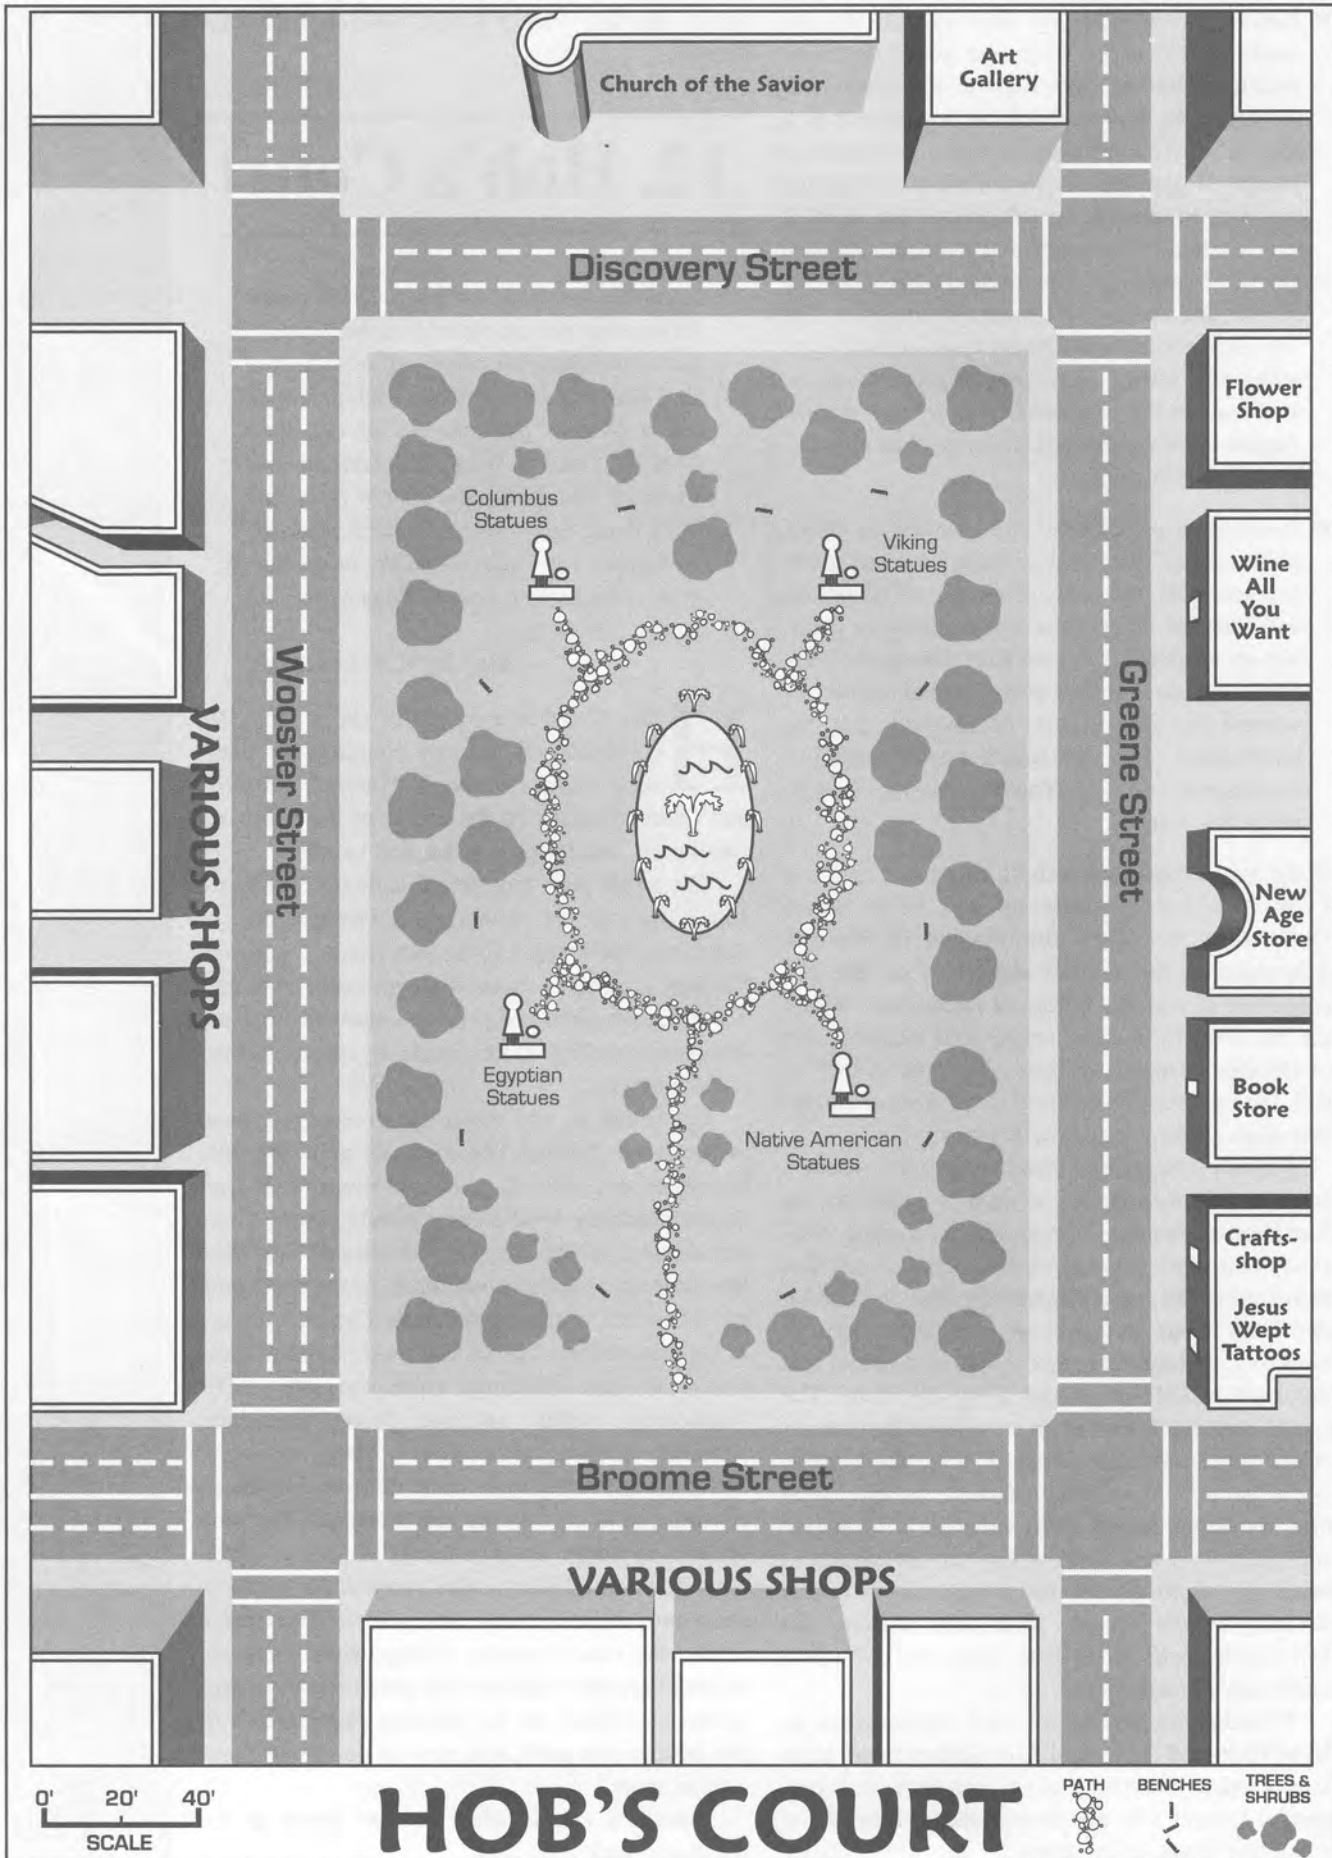 Church of the Savior
Art
Gallery
Discovery Street
Flower
Shop
Columbus
Statues
Viking
Statues
Wine
All
You
Want
Wooster Street
Greene Street
VARIOUS SHOPS
New
Age
Store
Egyptian
Statues
Native American
Statues
Book
Store
Crafts-
shop
Jesus
Wept
Tattoos
Broome Street
VARIOUS SHOPS
0' 20' 40'
SCALE
HOB'S COURT
PATH
BENCHES
TREES &
SHRUBS